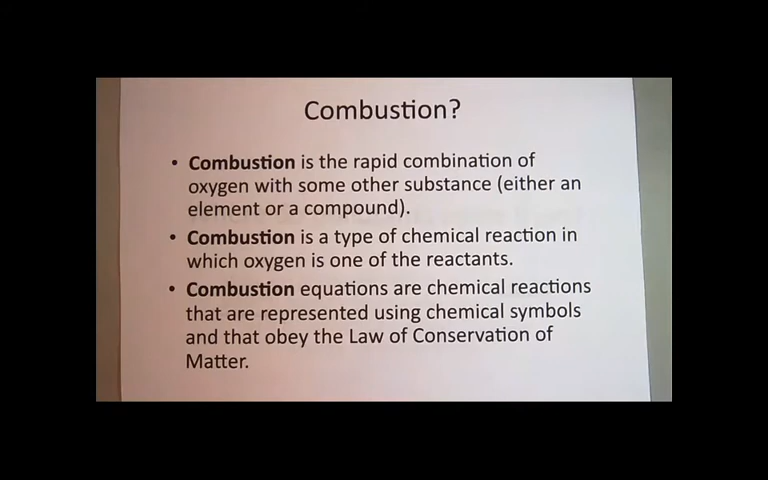 Combustion?
• Combustion is the rapid combination of
oxygen with some other substance (either an
element or a compound).
• Combustion is a type of chemical reaction in
which oxygen is one of the reactants.
• Combustion equations are chemical reactions
that are represented using chemical symbols
and that obey the Law of Conservation of
Matter.